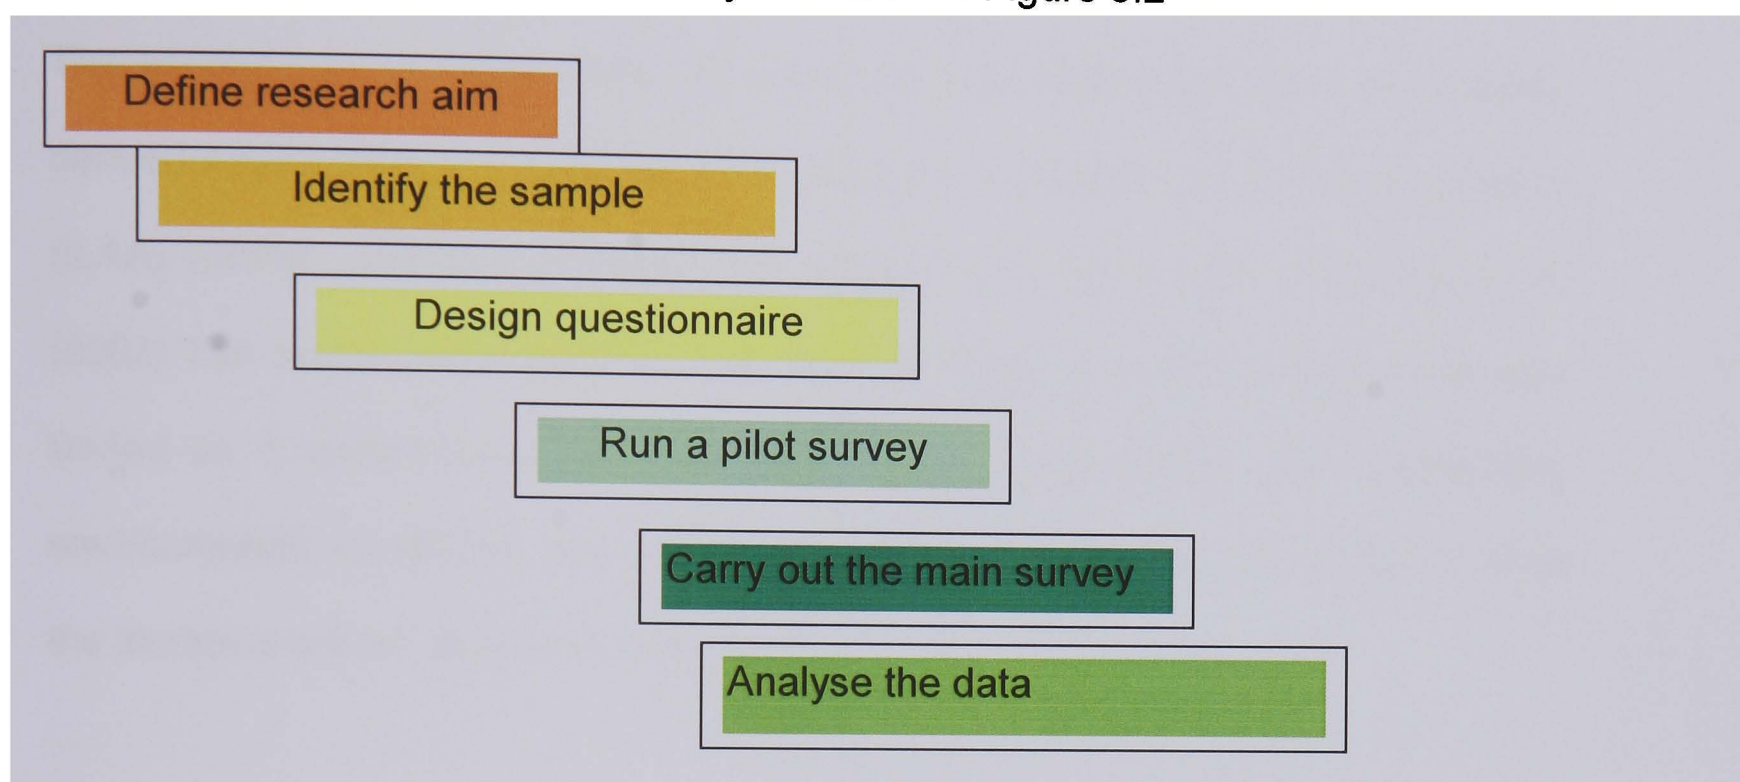 Define research aim
Identify the sample
Design questionnaire
Run a pilot survey
Carry out the main survey
Analyse the data